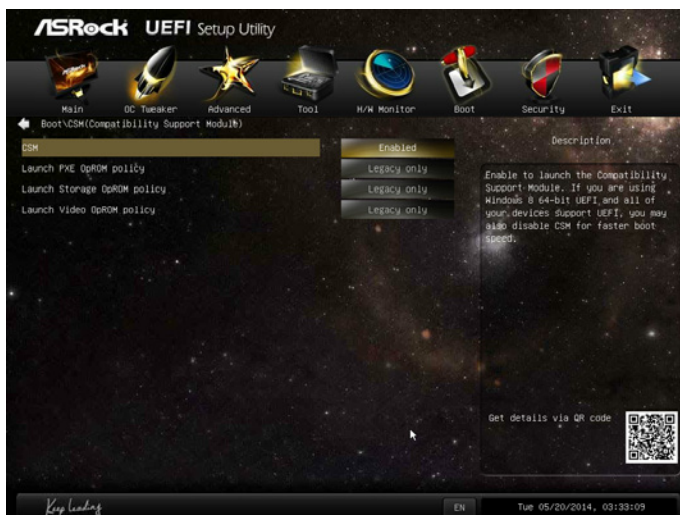 ASRock UEFI Setup Utility
Main OC Tweaker Advanced Tool H/W Monitor Boot Security Exit
Boot\CSM(Compatibility Support Module)
Description
CSM Enabled
Launch PXE OpROM policy Legacy only
Launch Storage OpROM policy Legacy only
Launch Video OpROM policy Legacy only
Enable to launch the Compatibility
Support Module. If you are using
Windows 8 64-bit UEFI and all of
your devices support UEFI, you may
also disable CSM for faster boot
speed.
Get details via QR code
Keep Leading
EN Tue 05/20/2014, 03:33:09